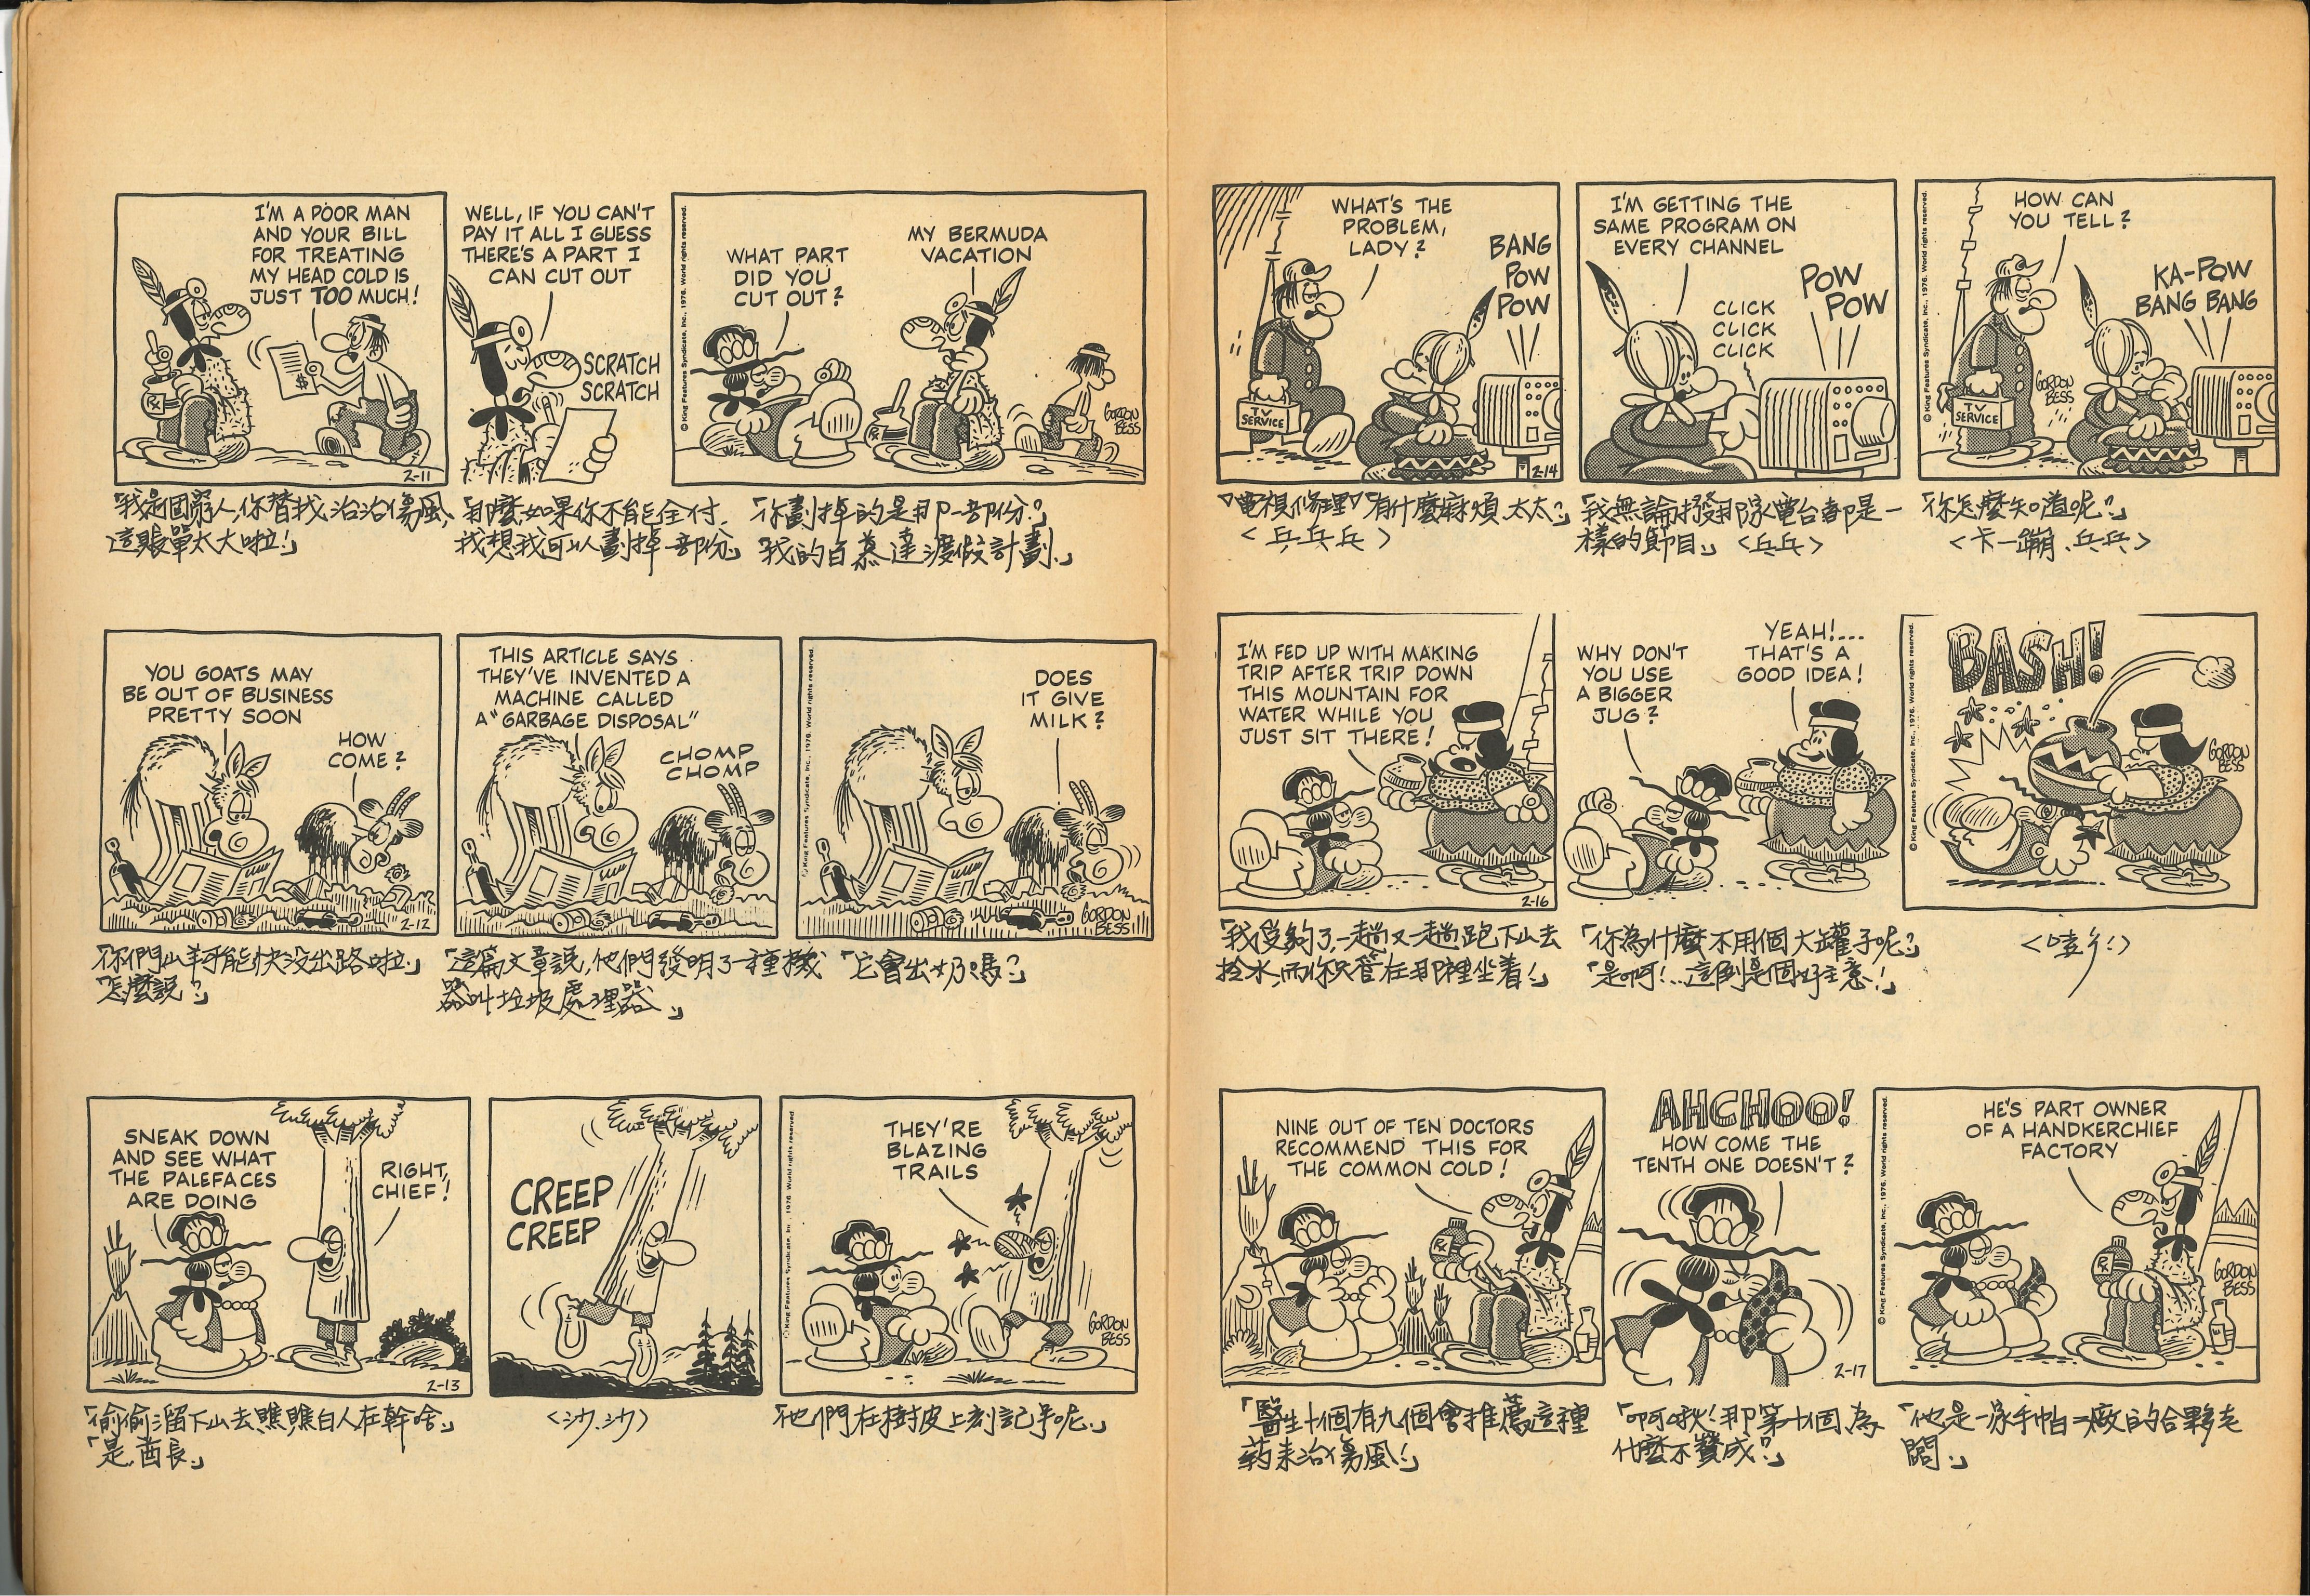 I'M A POOR MAN
AND YOUR BILL
FOR TREATING
MY HEAD COLD IS
JUST TOO MUCH!
℞
$
2-11
WELL, IF YOU CAN'T
PAY IT ALL I GUESS
THERE'S A PART I
CAN CUT OUT
SCRATCH
SCRATCH
© King Features Syndicate, Inc., 1976. World rights reserved.
WHAT PART
DID YOU
CUT OUT?
MY BERMUDA
VACATION
GORDON
BESS
「我是個窮人,你替我治治傷風,
這賬單太大啦!」
「那麼,如果你不能全付,
我想我可以劃掉一部份」
「你劃掉的是那一部份?」
「我的百慕達渡假計劃.」
YOU GOATS MAY
BE OUT OF BUSINESS
PRETTY SOON
HOW
COME?
2-12
THIS ARTICLE SAYS
THEY'VE INVENTED A
MACHINE CALLED
A "GARBAGE DISPOSAL"
CHOMP
CHOMP
© King Features Syndicate, Inc., 1976. World rights reserved.
DOES
IT GIVE
MILK?
GORDON
BESS
「你們山羊可能快没出路啦.」
「怎麼說?」
「這篇文章說,他們發明了一種機
器叫垃圾處理器.」
「它會出奶嗎?」
SNEAK DOWN
AND SEE WHAT
THE PALEFACES
ARE DOING
RIGHT,
CHIEF!
2-13
CREEP
CREEP
© King Features Syndicate, Inc., 1976. World rights reserved.
THEY'RE
BLAZING
TRAILS
GORDON
BESS
「偷偷溜下山去瞧瞧白人在幹啥.」
「是,酋長.」
<沙.沙>
「他們在樹皮上刻記号呢.」
WHAT'S THE
PROBLEM,
LADY?
BANG
POW
POW
TV
SERVICE
2-14
I'M GETTING THE
SAME PROGRAM ON
EVERY CHANNEL
CLICK
CLICK
CLICK
POW
POW
© King Features Syndicate, Inc., 1976. World rights reserved.
HOW CAN
YOU TELL?
KA-POW
BANG BANG
TV
SERVICE
GORDON
BESS
『電視修理』「有什麼麻煩,太太?」
<乒乒乒>
「我無論撥那家電台都是一
樣的節目.」 <乒乒>
「你怎麼知道呢?」
<卡一蹦.乒乒>
I'M FED UP WITH MAKING
TRIP AFTER TRIP DOWN
THIS MOUNTAIN FOR
WATER WHILE YOU
JUST SIT THERE!
2-16
WHY DON'T
YOU USE
A BIGGER
JUG?
YEAH!...
THAT'S A
GOOD IDEA!
© King Features Syndicate, Inc., 1976. World rights reserved.
BASH!
GORDON
BESS
「我受夠了,一趟又一趟跑下山去
拎水,而你只管在那裡坐着!」
「你為什麼不用個大罐子呢?」
「是啊!...這倒是個好主意!」
NINE OUT OF TEN DOCTORS
RECOMMEND THIS FOR
THE COMMON COLD!
℞
AHCHOO!
HOW COME THE
TENTH ONE DOESN'T?
2-17
© King Features Syndicate, Inc., 1976. World rights reserved.
HE'S PART OWNER
OF A HANDKERCHIEF
FACTORY
℞
GORDON
BESS
「醫生十個有九個會推薦這種
葯來治傷風!」
「啊啾!那第十個,為
什麼不贊成?」
「他是一家手帕工廠的合夥老
闆.」